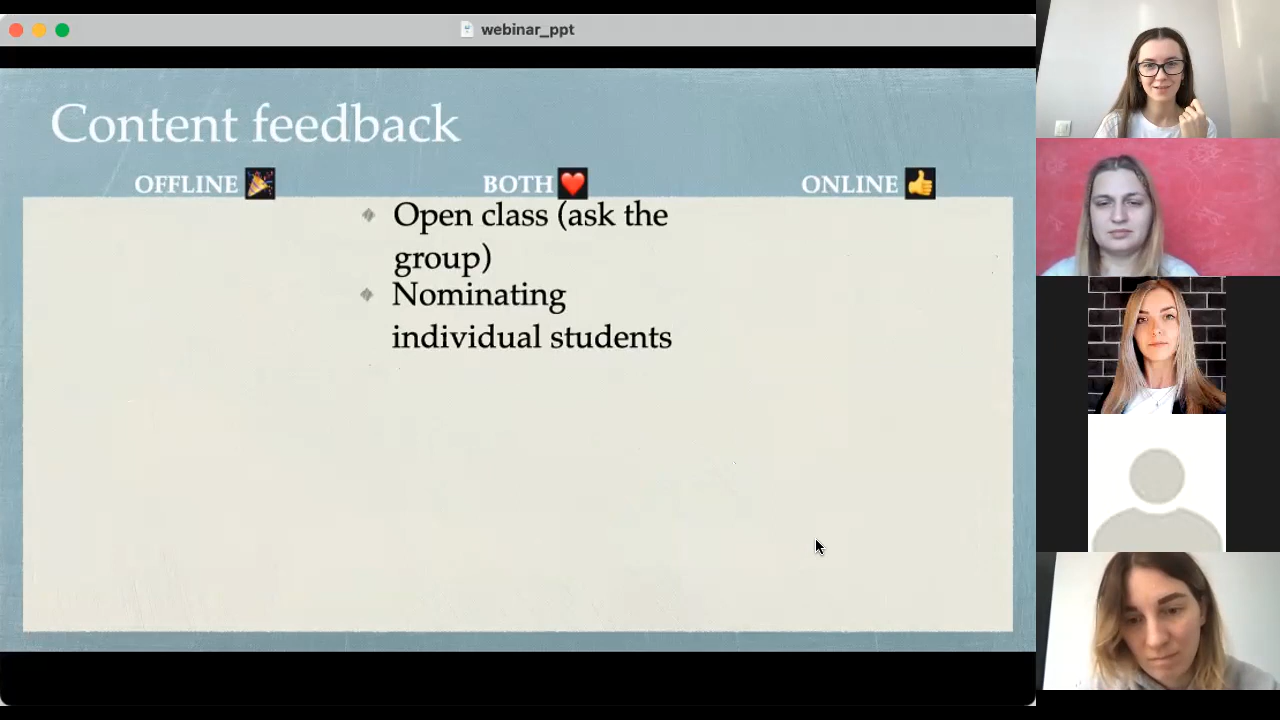 webinar_ppt
Content feedback
OFFLINE 🎉 BOTH ❤️ ONLINE 👍
Open class (ask the
group)
Nominating
individual students